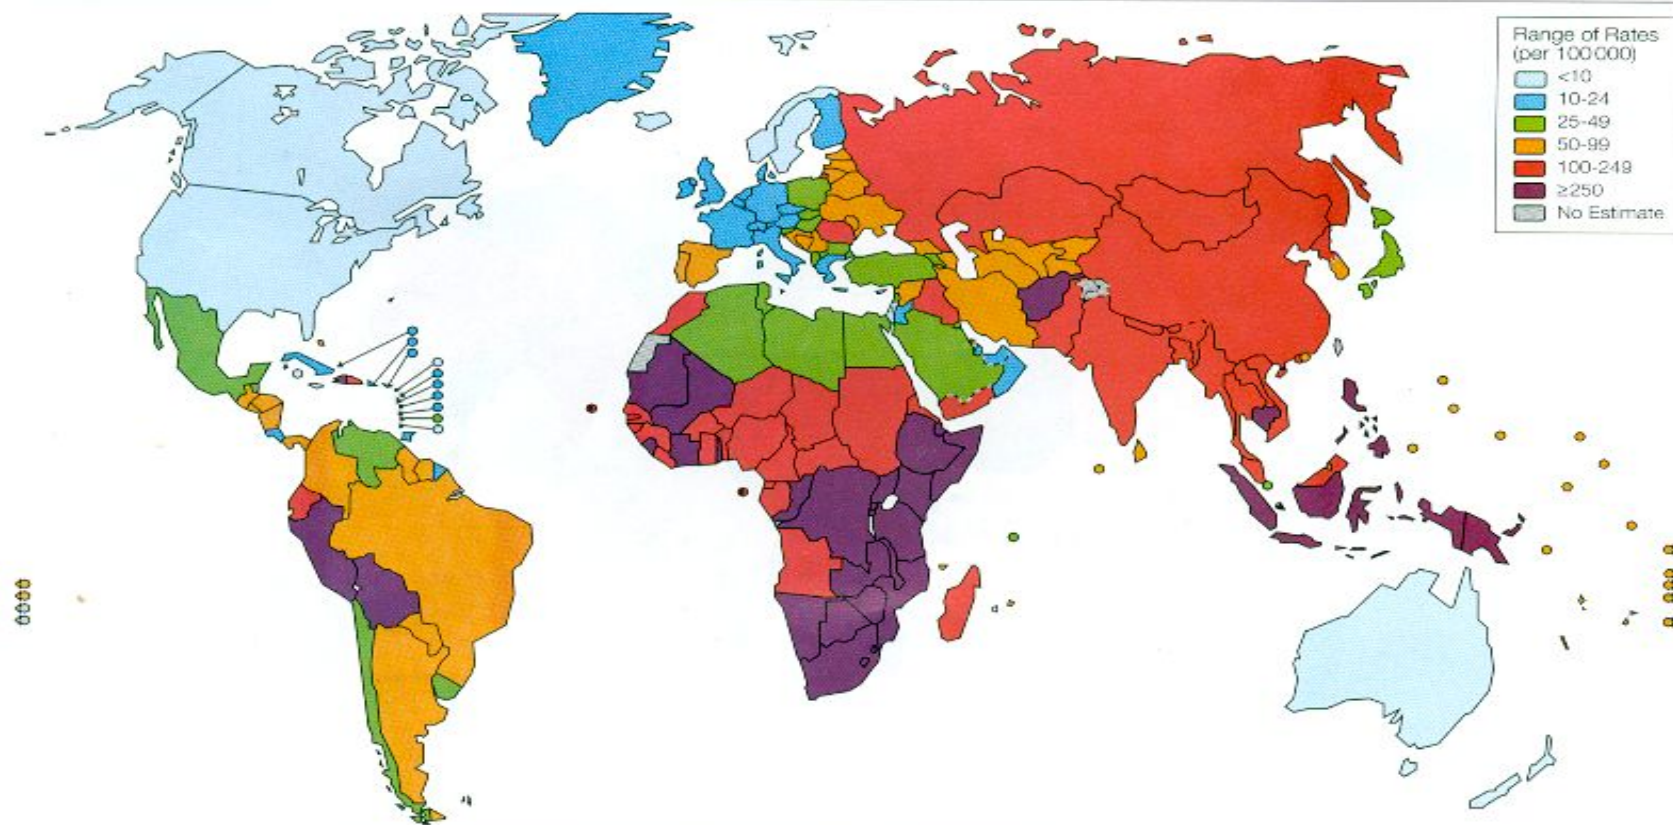 Range of Rates
(per 100 000)
<10
10-24
25-49
50-99
100-249
≥250
No Estimate